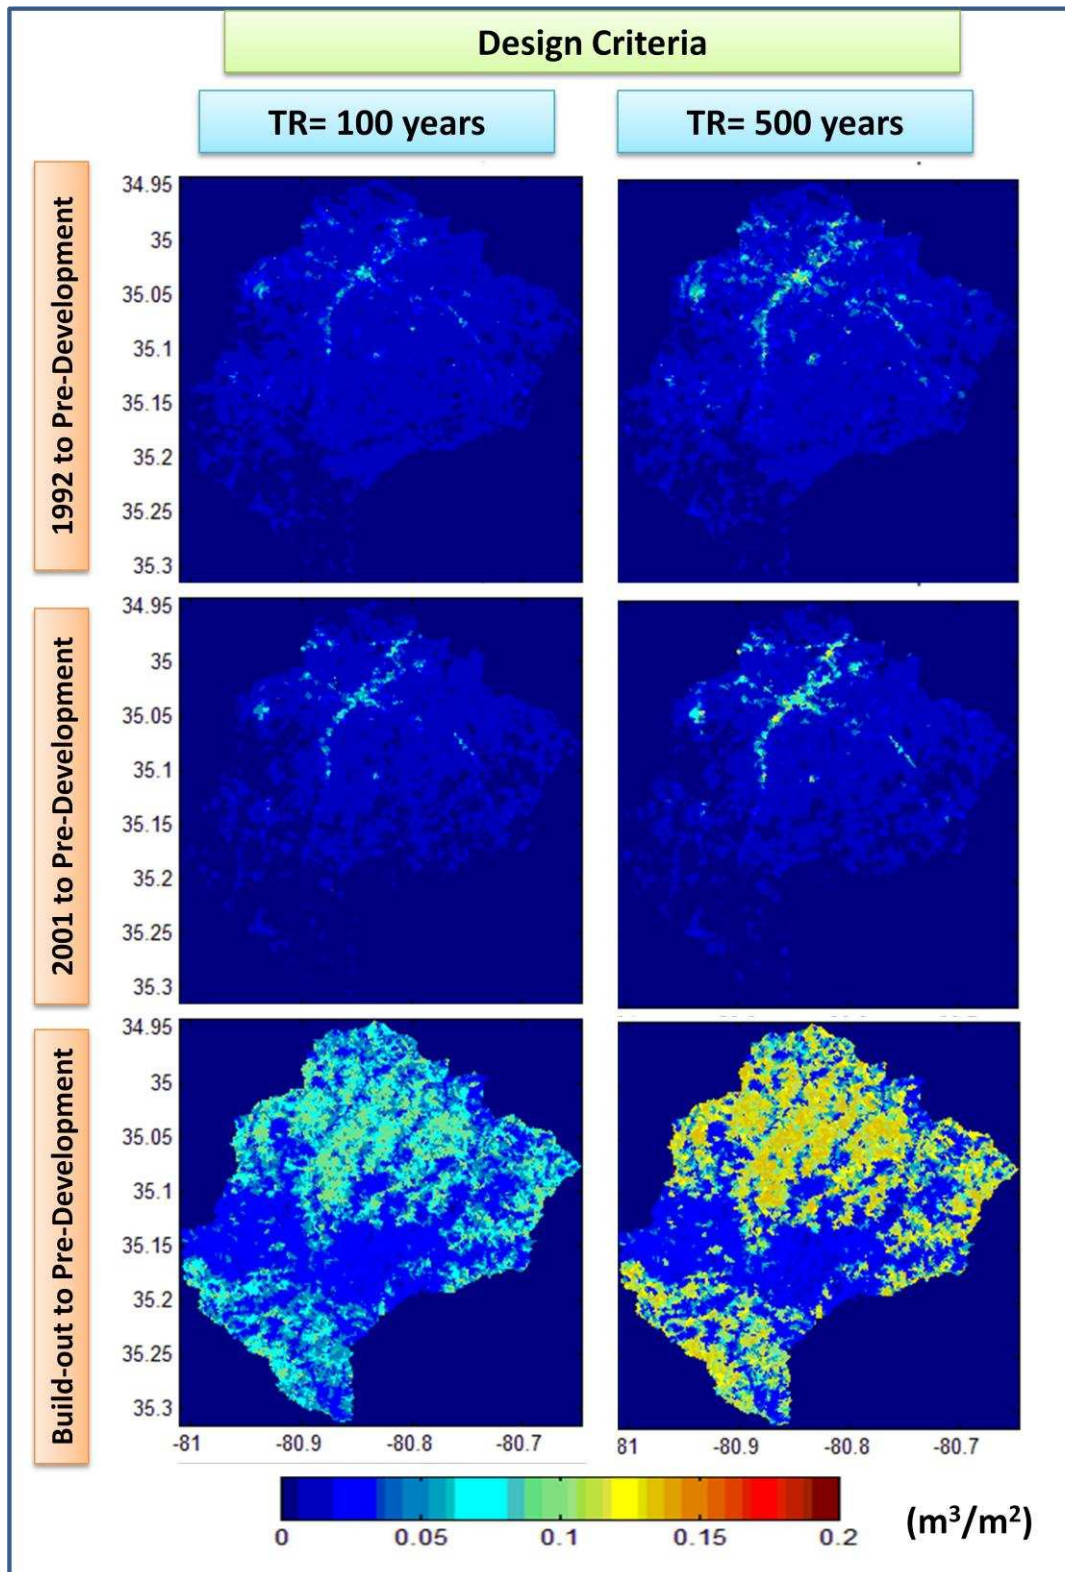 Design Criteria
TR= 100 years
TR= 500 years
1992 to Pre-Development
34.95
35
35.05
35.1
35.15
35.2
35.25
35.3
2001 to Pre-Development
34.95
35
35.05
35.1
35.15
35.2
35.25
35.3
Build-out to Pre-Development
34.95
35
35.05
35.1
35.15
35.2
35.25
35.3
-81 -80.9 -80.8 -80.7
81 -80.9 -80.8 -80.7
0 0.05 0.1 0.15 0.2
(m³/m²)